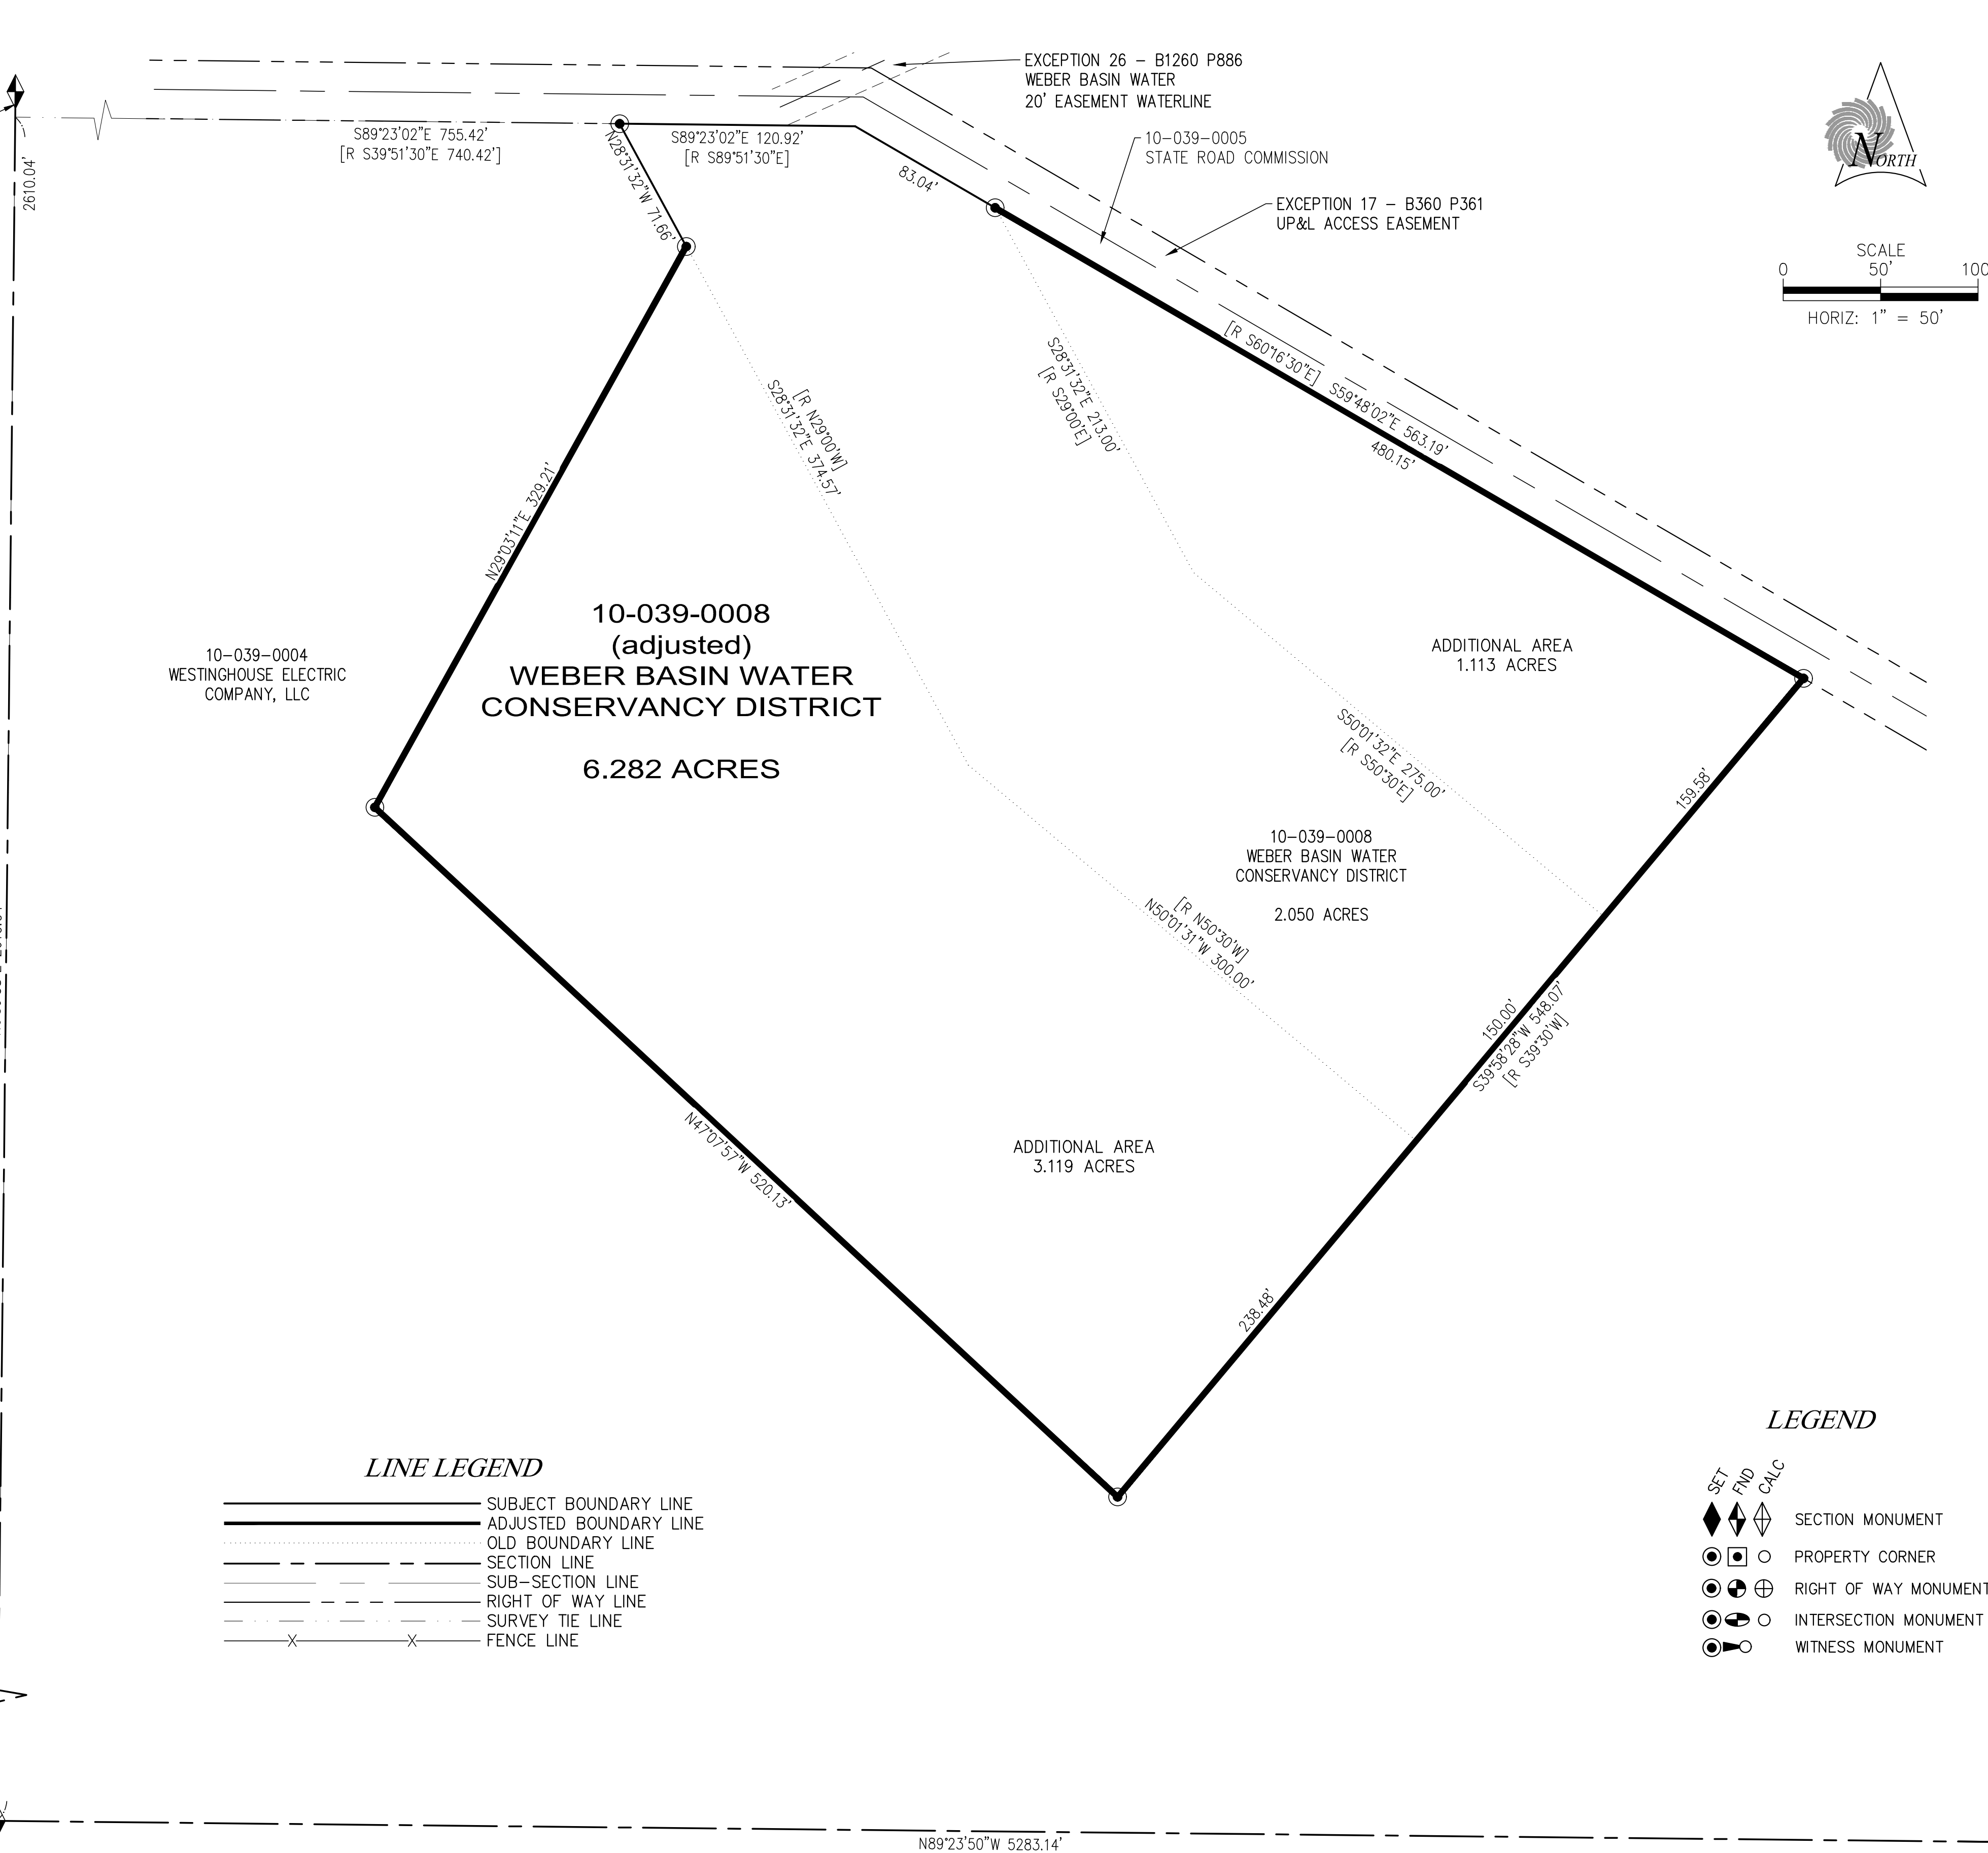 EXCEPTION 26 - B1260 P886
WEBER BASIN WATER
20' EASEMENT WATERLINE
NORTH
10-039-0005
STATE ROAD COMMISSION
EXCEPTION 17 - B360 P361
UP&L ACCESS EASEMENT
SCALE
0 50' 100
HORIZ: 1" = 50'
2610.04'
S89°23'02"E 755.42'
[R S39°51'30"E 740.42']
S89°23'02"E 120.92'
[R S89°51'30"E]
N28°31'32"W 71.66'
83.04'
[R S60°16'30"E] S59°48'02"E 563.19'
480.15'
S28°31'32"E 213.00'
[R S29°00'E]
[R N29°00'W]
S28°31'32"E 374.57'
N29°03'11"E 329.21'
10-039-0004
WESTINGHOUSE ELECTRIC
COMPANY, LLC
10-039-0008
(adjusted)
WEBER BASIN WATER
CONSERVANCY DISTRICT
6.282 ACRES
ADDITIONAL AREA
1.113 ACRES
S50°01'32"E 275.00'
[R S50°30'E]
159.58'
10-039-0008
WEBER BASIN WATER
CONSERVANCY DISTRICT
2.050 ACRES
[R N50°30'W]
N50°01'31"W 300.00'
150.00'
S39°58'28"W 548.07'
[R S39°30'W]
N47°07'57"W 520.13'
ADDITIONAL AREA
3.119 ACRES
238.48'
LINE LEGEND
SUBJECT BOUNDARY LINE
ADJUSTED BOUNDARY LINE
OLD BOUNDARY LINE
SECTION LINE
SUB-SECTION LINE
RIGHT OF WAY LINE
SURVEY TIE LINE
FENCE LINE
LEGEND
SET FND CALC
SECTION MONUMENT
PROPERTY CORNER
RIGHT OF WAY MONUMENT
INTERSECTION MONUMENT
WITNESS MONUMENT
N89°23'50"W 5283.14'